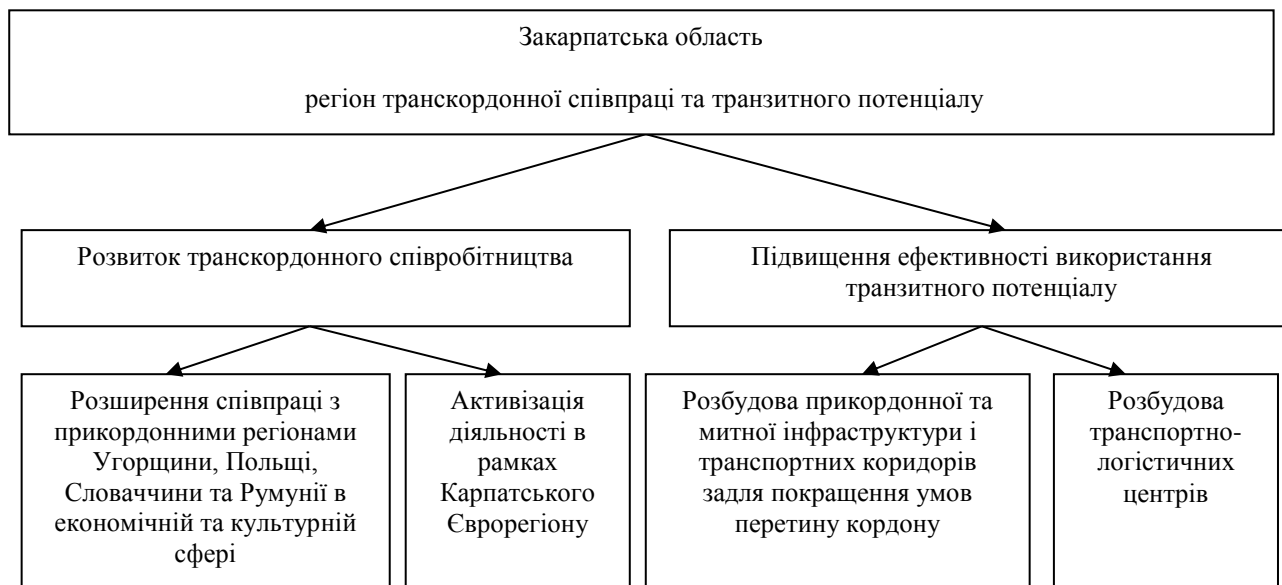 Закарпатська область
регіон транскордонної співпраці та транзитного потенціалу
Розвиток транскордонного співробітництва
Підвищення ефективності використання
транзитного потенціалу
Розширення співпраці з
прикордонними регіонами
Угорщини, Польщі,
Словаччини та Румунії в
економічній та культурній
сфері
Активізація
діяльності в
рамках
Карпатського
Єврорегіону
Розбудова прикордонної та
митної інфраструктури і
транспортних коридорів
задля покращення умов
перетину кордону
Розбудова
транспортно-
логістичних
центрів